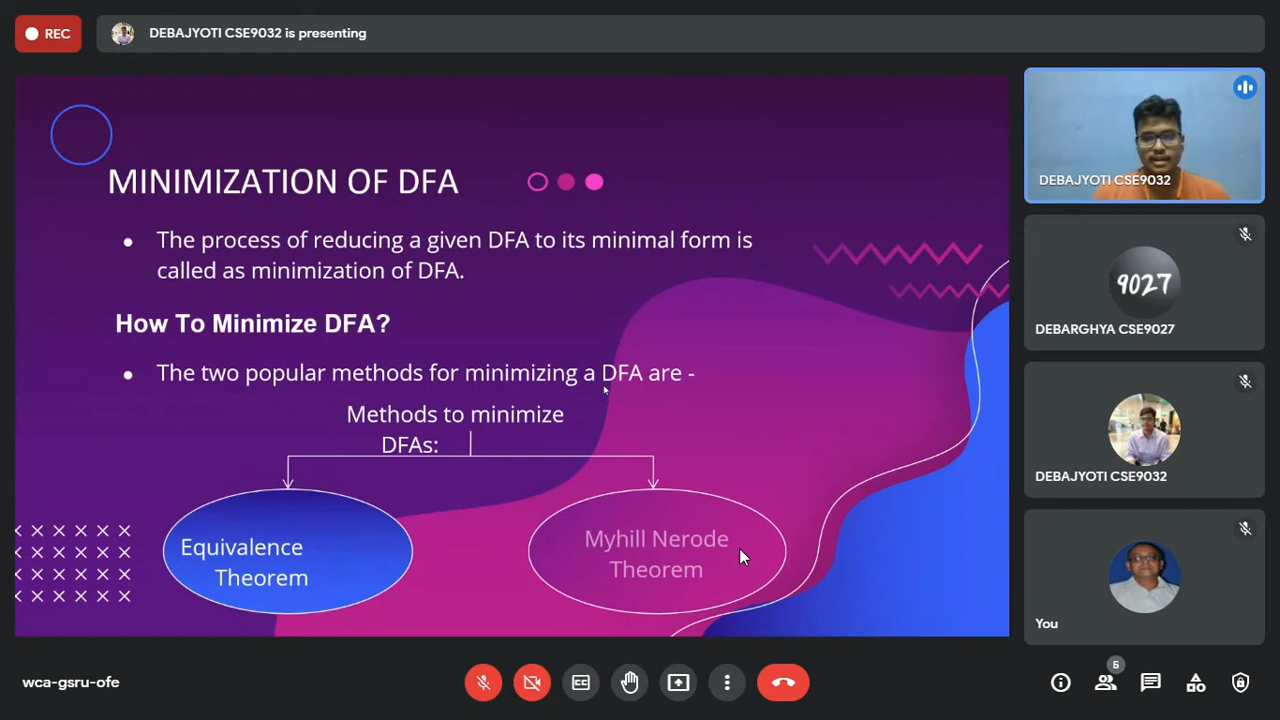 REC
DEBAJYOTI CSE9032 is presenting
MINIMIZATION OF DFA
The process of reducing a given DFA to its minimal form is
called as minimization of DFA.
How To Minimize DFA?
The two popular methods for minimizing a DFA are -
Methods to minimize
DFAs:
Equivalence
Theorem
Myhill Nerode
Theorem
DEBAJYOTI CSE9032
9027
DEBARGHYA CSE9027
DEBAJYOTI CSE9032
You
wca-gsru-ofe
CC
5